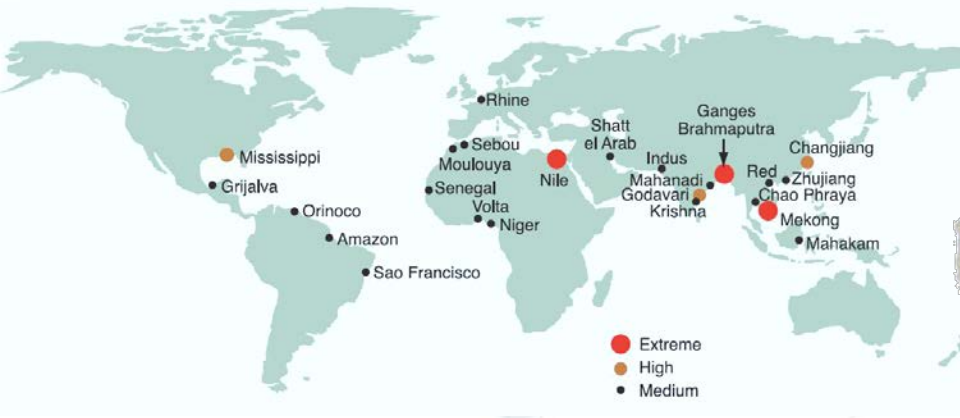 Rhine
Ganges
Brahmaputra
Shatt
el Arab
Changjiang
Sebou
Mississippi
Moulouya
Indus
Red
Nile
Mahanadi
Zhujiang
Grijalva
Senegal
Godavari
Chao Phraya
Volta
Krishna
Orinoco
Niger
Mekong
Amazon
Mahakam
Sao Francisco
Extreme
High
Medium